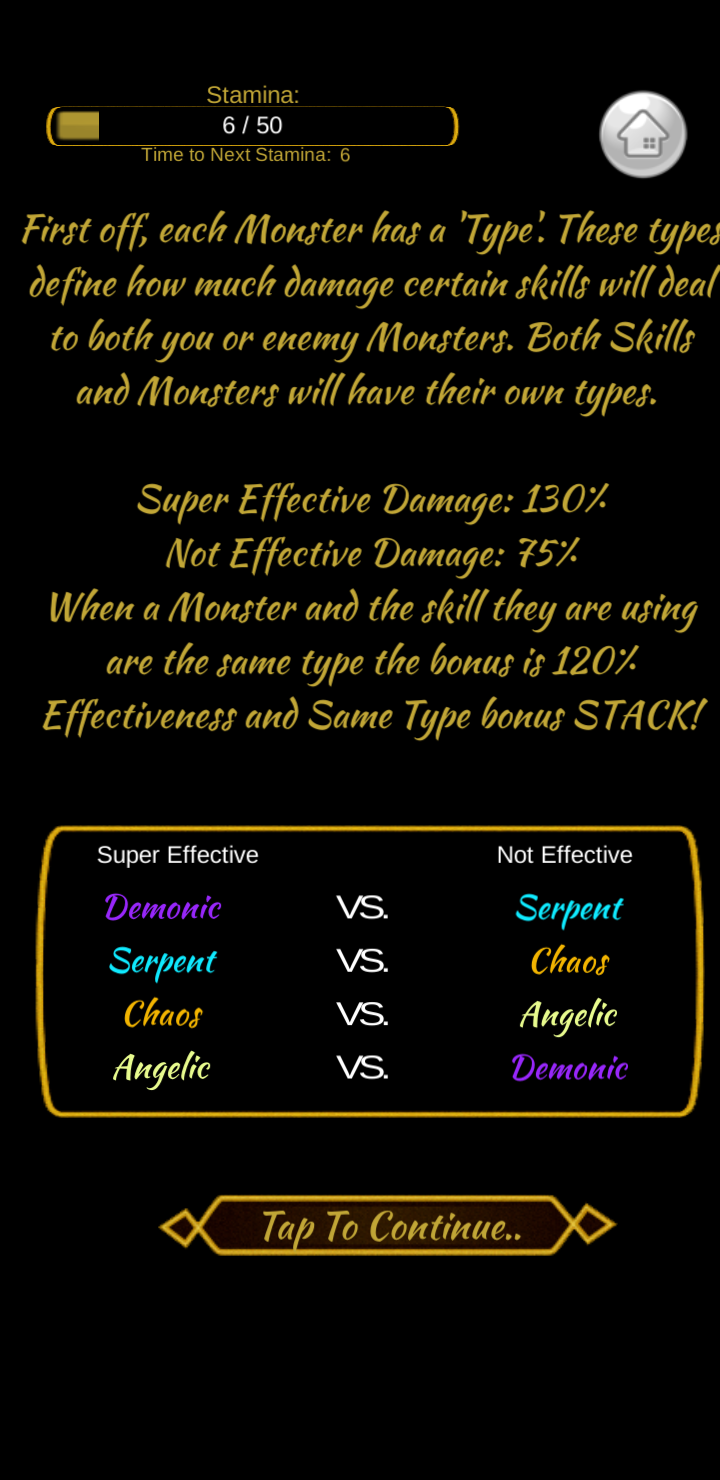 Stamina:
6 / 50
Time to Next Stamina: 6
First off, each Monster has a 'Type'. These types
define how much damage certain skills will deal
to both you or enemy Monsters. Both Skills
and Monsters will have their own types.
Super Effective Damage: 130%
Not Effective Damage: 75%
When a Monster and the skill they are using
are the same type the bonus is 120%
Effectiveness and Same Type bonus STACK!
Super Effective Not Effective
Demonic VS. Serpent
Serpent VS. Chaos
Chaos VS. Angelic
Angelic VS. Demonic
Tap To Continue..